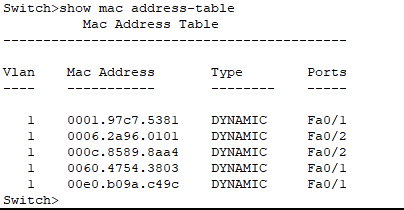 Switch>show mac address-table
Mac Address Table
-------------------------------------------
Vlan Mac Address Type Ports
---- ----------- -------- -----
1 0001.97c7.5381 DYNAMIC Fa0/1
1 0006.2a96.0101 DYNAMIC Fa0/2
1 000c.8589.8aa4 DYNAMIC Fa0/2
1 0060.4754.3803 DYNAMIC Fa0/1
1 00e0.b09a.c49c DYNAMIC Fa0/1
Switch>